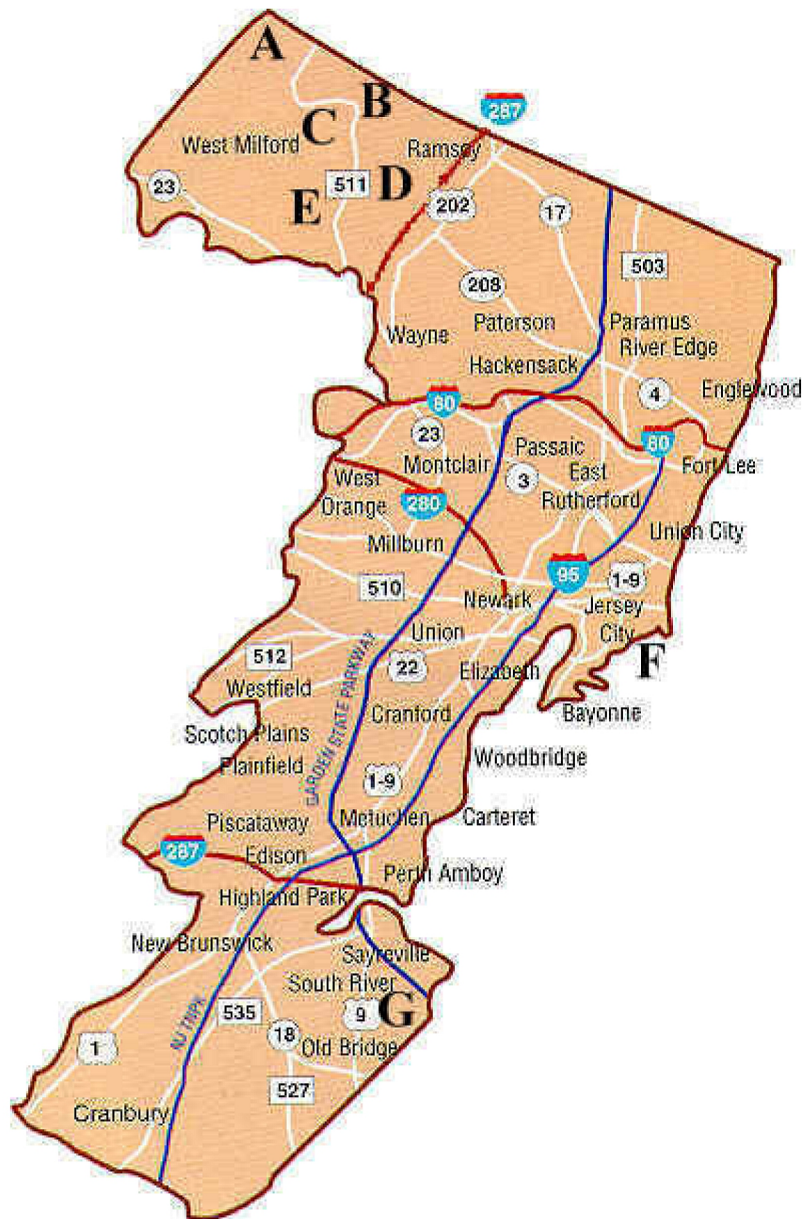 A
B
287
C
West Milford
Ramsey
23
511
D
E
202
17
503
208
Wayne
Paterson
Paramus
River Edge
Hackensack
Englewood
4
80
23
Passaic
80
Montclair
3
East
Rutherford
Fort Lee
West
Orange
280
Union City
Millburn
95
1-9
510
Newark
Jersey
City
Union
512
22
Elizabeth
F
Westfield
GARDEN STATE PARKWAY
Cranford
Bayonne
Scotch Plains
Plainfield
Woodbridge
1-9
Piscataway
Metuchen
Carteret
287
Edison
Perth Amboy
Highland Park
New Brunswick
Sayreville
South River
535
9
G
18
Old Bridge
1
NJ TNPK
527
Cranbury